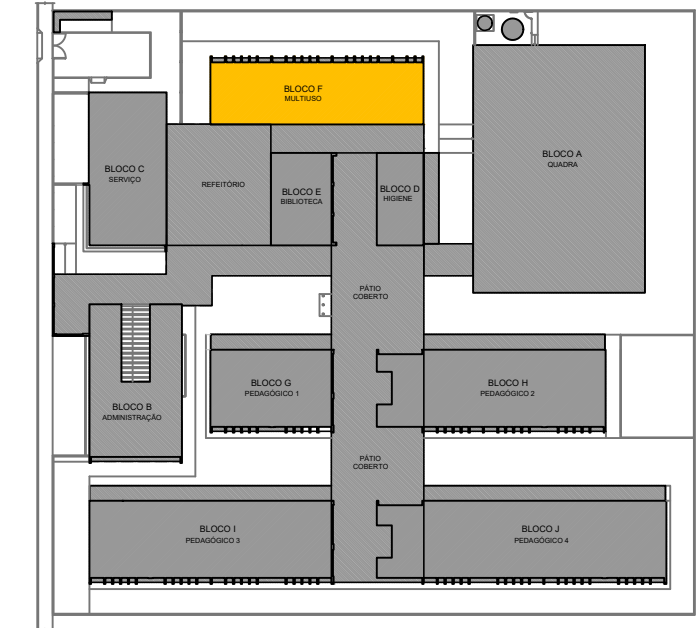 BLOCO F
MULTIUSO
BLOCO A
QUADRA
BLOCO C
SERVIÇO
REFEITÓRIO
BLOCO E
BIBLIOTECA
BLOCO D
HIGIENE
PÁTIO
COBERTO
BLOCO G
PEDAGÓGICO 1
BLOCO H
PEDAGÓGICO 2
BLOCO B
ADMINISTRAÇÃO
PÁTIO
COBERTO
BLOCO I
PEDAGÓGICO 3
BLOCO J
PEDAGÓGICO 4